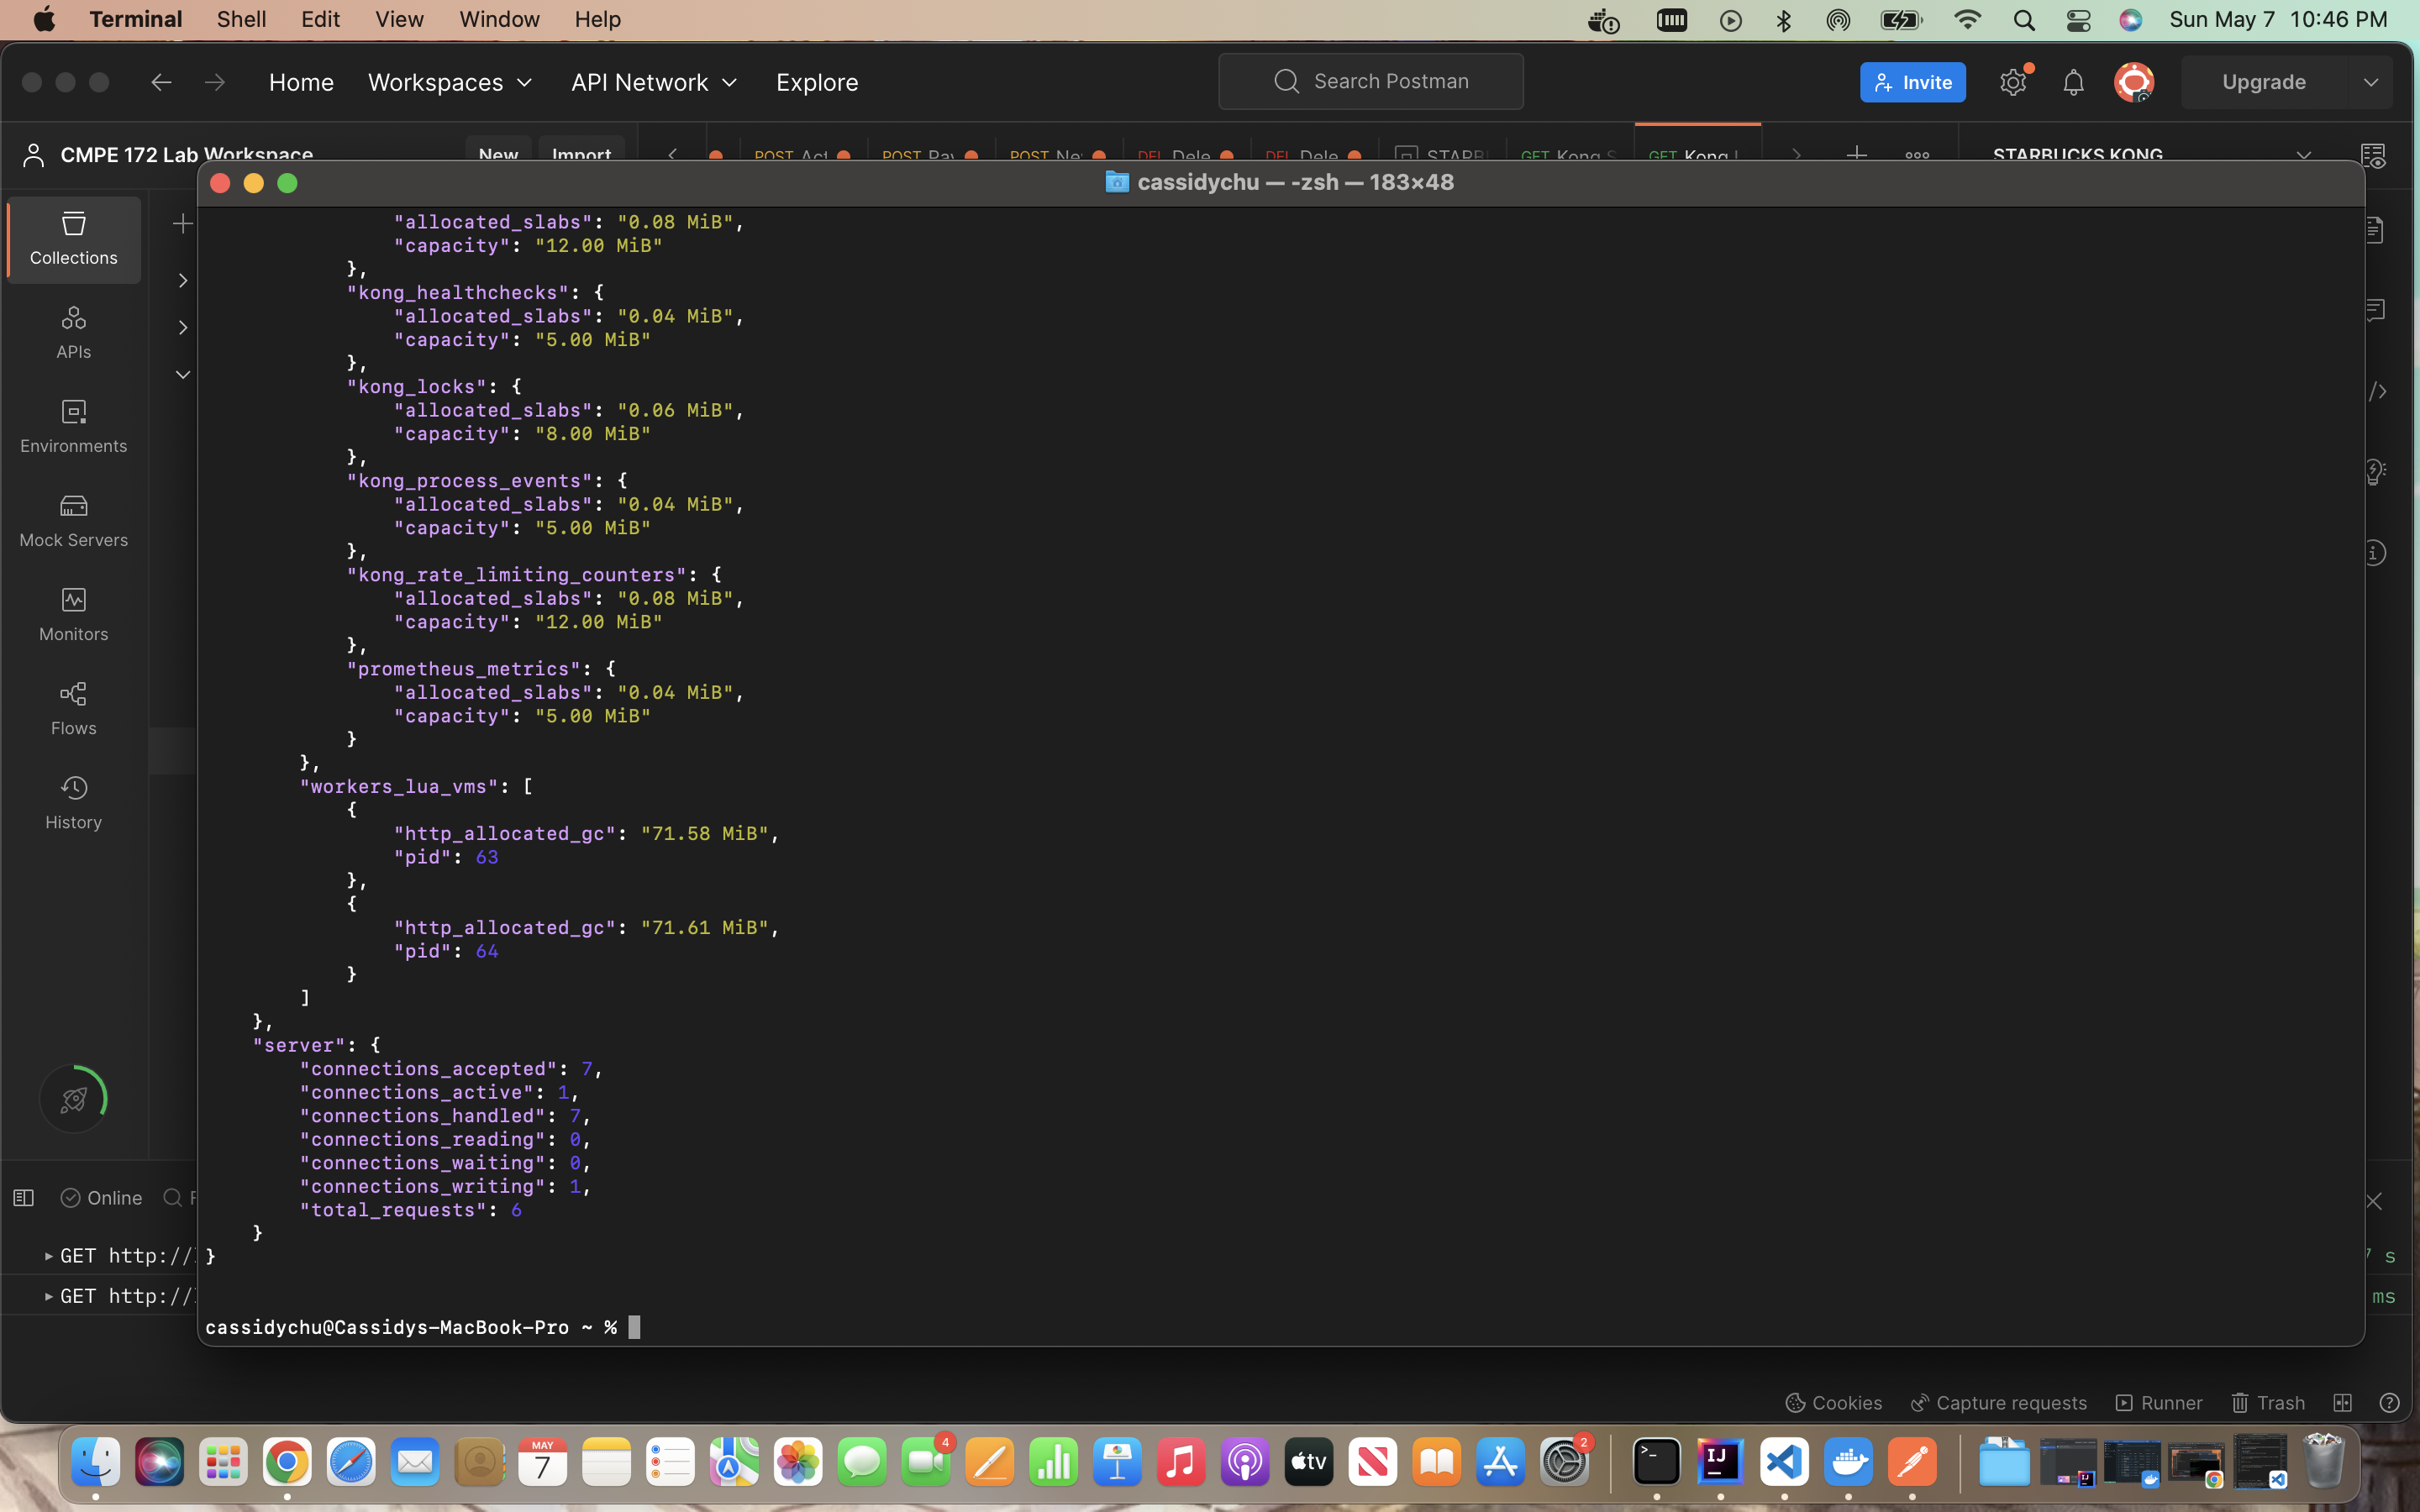 Terminal Shell Edit View Window Help Sun May 7 10:46 PM
Home Workspaces API Network Explore Search Postman Invite Upgrade
CMPE 172 Lab Workspace New Import POST Act POST Pay POST Ne DEL Dele DEL Dele STARB GET Kong S GET Kong STARBUCKS KONG
cassidychu — -zsh — 183×48
Collections
APIs
Environments
Mock Servers
Monitors
Flows
History
"allocated_slabs": "0.08 MiB",
"capacity": "12.00 MiB"
},
"kong_healthchecks": {
"allocated_slabs": "0.04 MiB",
"capacity": "5.00 MiB"
},
"kong_locks": {
"allocated_slabs": "0.06 MiB",
"capacity": "8.00 MiB"
},
"kong_process_events": {
"allocated_slabs": "0.04 MiB",
"capacity": "5.00 MiB"
},
"kong_rate_limiting_counters": {
"allocated_slabs": "0.08 MiB",
"capacity": "12.00 MiB"
},
"prometheus_metrics": {
"allocated_slabs": "0.04 MiB",
"capacity": "5.00 MiB"
}
},
"workers_lua_vms": [
{
"http_allocated_gc": "71.58 MiB",
"pid": 63
},
{
"http_allocated_gc": "71.61 MiB",
"pid": 64
}
]
},
"server": {
"connections_accepted": 7,
"connections_active": 1,
"connections_handled": 7,
"connections_reading": 0,
"connections_waiting": 0,
"connections_writing": 1,
"total_requests": 6
}
}
cassidychu@Cassidys-MacBook-Pro ~ %
Online
GET http:// s
GET http:// ms
Cookies Capture requests Runner Trash
MAY
7
4
tv
2
>_
IJ